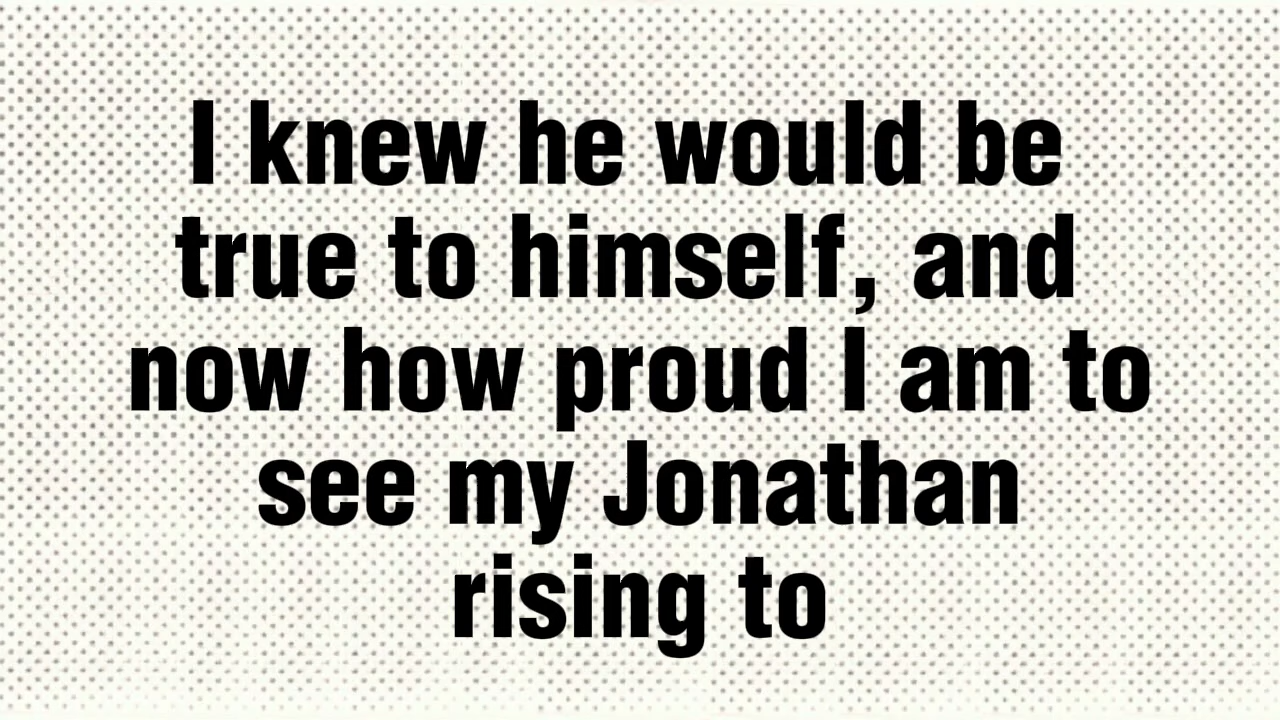 I knew he would be
true to himself, and
now how proud I am to
see my Jonathan
rising to